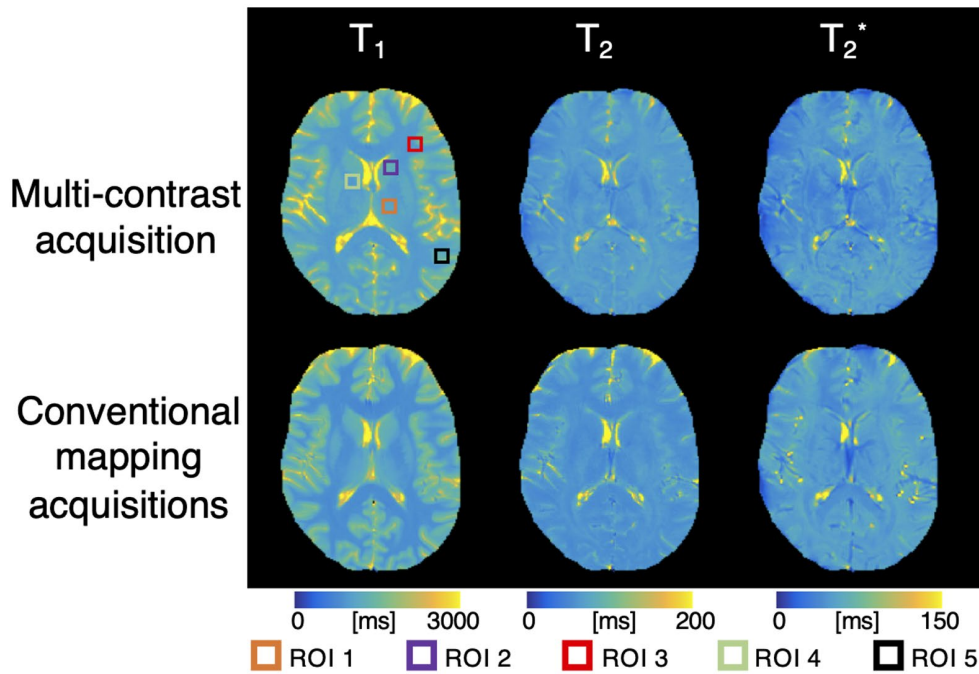 T1 T2 T2*
Multi-contrast
acquisition
Conventional
mapping
acquisitions
0 [ms] 3000 0 [ms] 200 0 [ms] 150
ROI 1 ROI 2 ROI 3 ROI 4 ROI 5